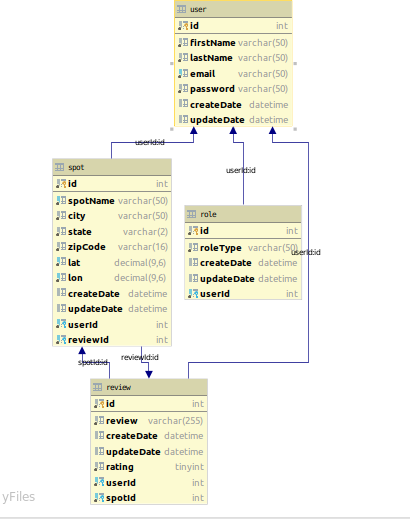 user
id int
firstName varchar(50)
lastName varchar(50)
email varchar(50)
password varchar(50)
createDate datetime
updateDate datetime
userId:id
userId:id
userId:id
spot
id int
spotName varchar(50)
city varchar(50)
state varchar(2)
zipCode varchar(16)
lat decimal(9,6)
lon decimal(9,6)
createDate datetime
updateDate datetime
userId int
reviewId int
role
id int
roleType varchar(50)
createDate datetime
updateDate datetime
userId int
spotId:id
reviewId:id
review
id int
review varchar(255)
createDate datetime
updateDate datetime
rating tinyint
userId int
spotId int
yFiles